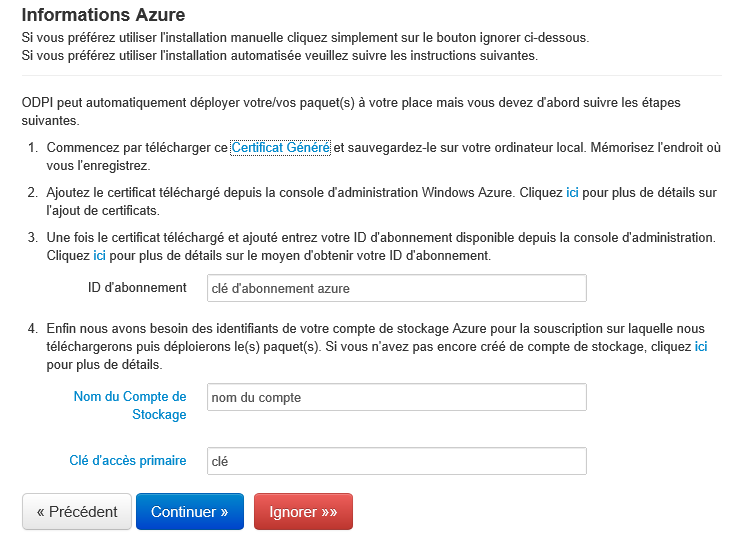 Informations Azure
Si vous préférez utiliser l'installation manuelle cliquez simplement sur le bouton ignorer ci-dessous.
Si vous préférez utiliser l'installation automatisée veuillez suivre les instructions suivantes.
ODPI peut automatiquement déployer votre/vos paquet(s) à votre place mais vous devez d'abord suivre les étapes
suivantes.
1. Commencez par télécharger ce Certificat Généré et sauvegardez-le sur votre ordinateur local. Mémorisez l'endroit où
vous l'enregistrez.
2. Ajoutez le certificat téléchargé depuis la console d'administration Windows Azure. Cliquez ici pour plus de détails sur
l'ajout de certificats.
3. Une fois le certificat téléchargé et ajouté entrez votre ID d'abonnement disponible depuis la console d'administration.
Cliquez ici pour plus de détails sur le moyen d'obtenir votre ID d'abonnement.
ID d'abonnement clé d'abonnement azure
4. Enfin nous avons besoin des identifiants de votre compte de stockage Azure pour la souscription sur laquelle nous
téléchargerons puis déploierons le(s) paquet(s). Si vous n'avez pas encore créé de compte de stockage, cliquez ici
pour plus de détails.
Nom du Compte de
Stockage
nom du compte
Clé d'accès primaire clé
« Précédent Continuer » Ignorer »»